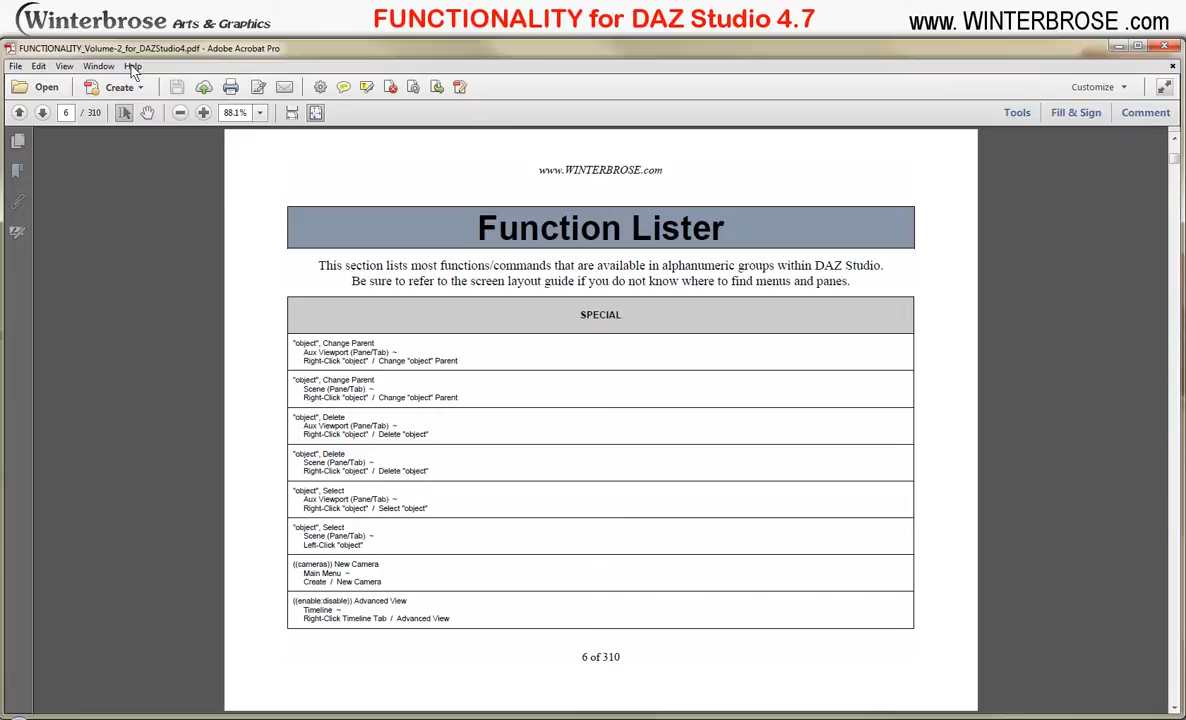 Winterbrose Arts & Graphics
FUNCTIONALITY for DAZ Studio 4.7
www. WINTERBROSE .com
FUNCTIONALITY_Volume-2_for_DAZStudio4.pdf - Adobe Acrobat Pro
File Edit View Window Help
Open Create Customize
6 / 310 88.1% Tools Fill & Sign Comment
www.WINTERBROSE.com
Function Lister
This section lists most functions/commands that are available in alphanumeric groups within DAZ Studio.
Be sure to refer to the screen layout guide if you do not know where to find menus and panes.
SPECIAL
"object", Change Parent
Aux Viewport (Pane/Tab) ~
Right-Click "object" / Change "object" Parent
"object", Change Parent
Scene (Pane/Tab) ~
Right-Click "object" / Change "object" Parent
"object", Delete
Aux Viewport (Pane/Tab) ~
Right-Click "object" / Delete "object"
"object", Delete
Scene (Pane/Tab) ~
Right-Click "object" / Delete "object"
"object", Select
Aux Viewport (Pane/Tab) ~
Right-Click "object" / Select "object"
"object", Select
Scene (Pane/Tab) ~
Left-Click "object"
((cameras)) New Camera
Main Menu ~
Create / New Camera
((enable:disable)) Advanced View
Timeline ~
Right-Click Timeline Tab / Advanced View
6 of 310